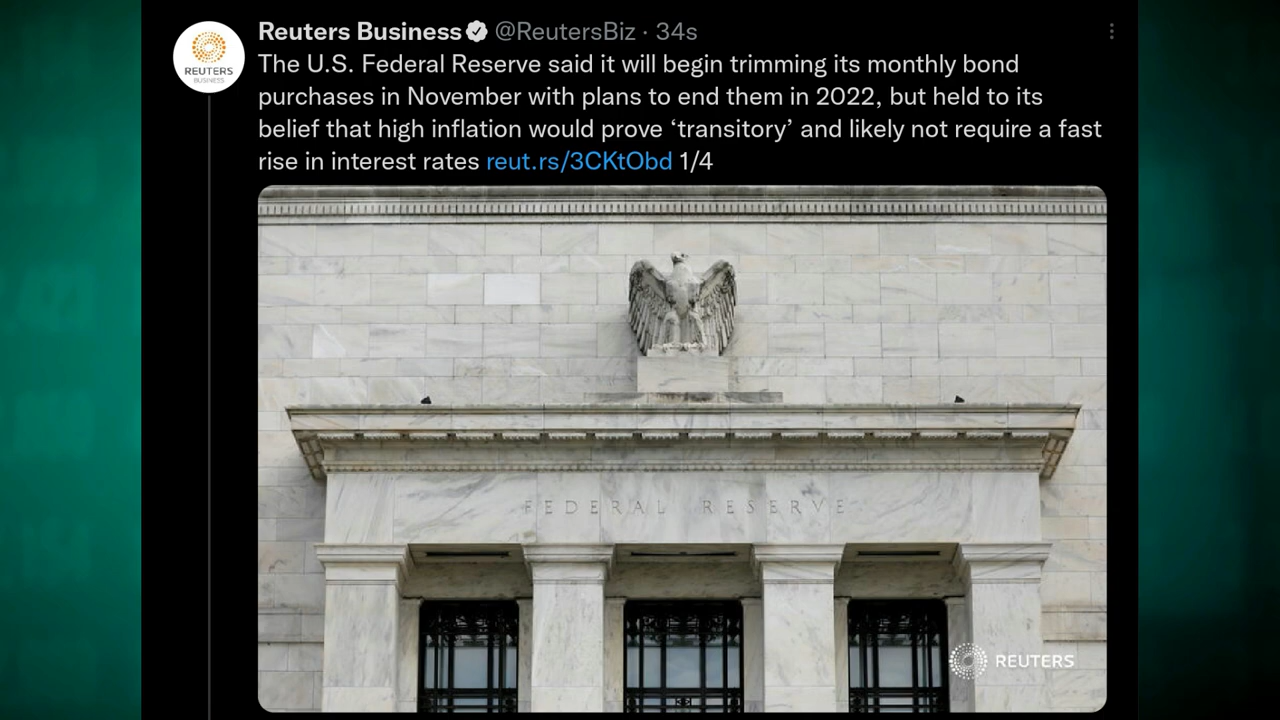 Reuters Business @ReutersBiz · 34s
The U.S. Federal Reserve said it will begin trimming its monthly bond
purchases in November with plans to end them in 2022, but held to its
belief that high inflation would prove ‘transitory’ and likely not require a fast
rise in interest rates reut.rs/3CKtObd 1/4
REUTERS
BUSINESS
FEDERAL RESERVE
REUTERS